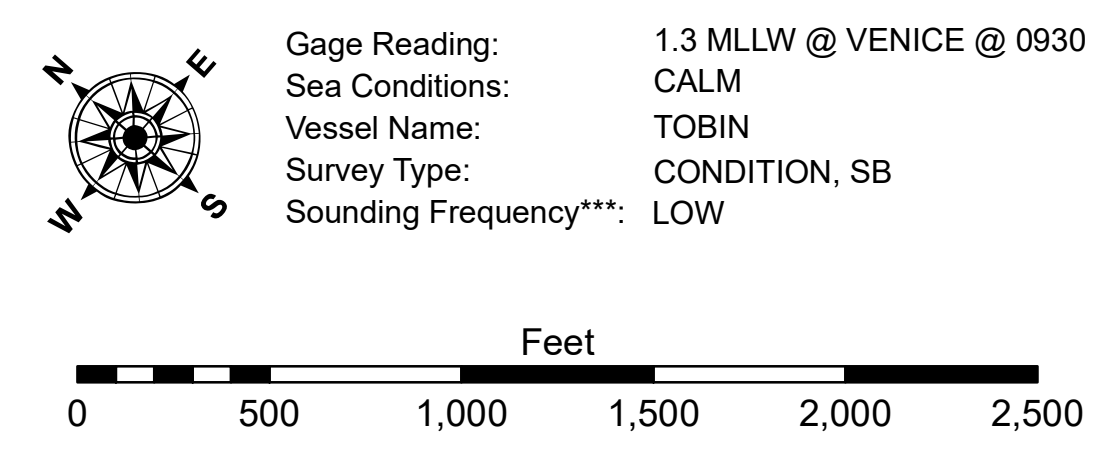 N E
W S
Gage Reading: 1.3 MLLW @ VENICE @ 0930
Sea Conditions: CALM
Vessel Name: TOBIN
Survey Type: CONDITION, SB
Sounding Frequency***: LOW
Feet
0 500 1,000 1,500 2,000 2,500